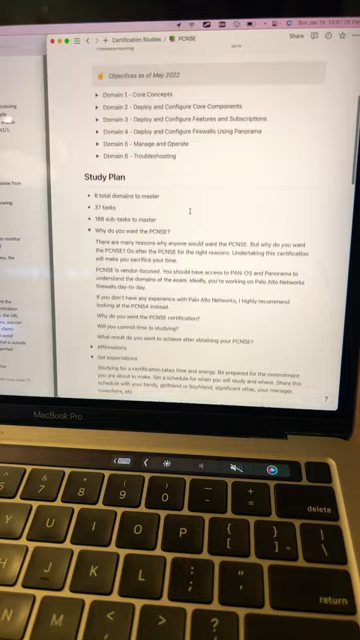 Certification Studies / PCNSE
Share
Objectives as of May 2022
Domain 1 - Core Concepts
Domain 2 - Deploy and Configure Core Components
Domain 3 - Deploy and Configure Features and Subscriptions
Domain 4 - Deploy and Configure Firewalls Using Panorama
Domain 5 - Manage and Operate
Domain 6 - Troubleshooting
Study Plan
6 total domains to master
37 tasks
168 sub-tasks to master
Why do you want the PCNSE?
There are many reasons why anyone would want the PCNSE. But why do you want
the PCNSE? Go after for the right reasons. Undertaking this certification
will make you sacrifice your time.
PCNSE is vendor-focused. You should have access to PAN-OS and Panorama to
understand the domains of the exam. Ideally, you're working on Palo Alto Networks
firewalls day-to-day.
If you don't have any experience with Palo Alto Networks, I highly recommend
looking at the PCNSA instead.
Why do you want the PCNSE certification?
Will you commit time to studying?
What result do you want to achieve after obtaining your PCNSE?
Affirmations
Set expectations
Studying for a certification takes time and energy. Be prepared for the commitment
you are about to make. Set a schedule for when you will study and where. Share this
schedule with your family, girlfriend or boyfriend, significant other, your manager,
coworkers, etc.
?
MacBook Pro
^ 6
& 7
* 8
( 9
) 0
_ -
+ =
delete
Y
U
I
O
P
{ [
} ]
| \
H
J
K
L
: ;
" '
return
N
M
<
>
?